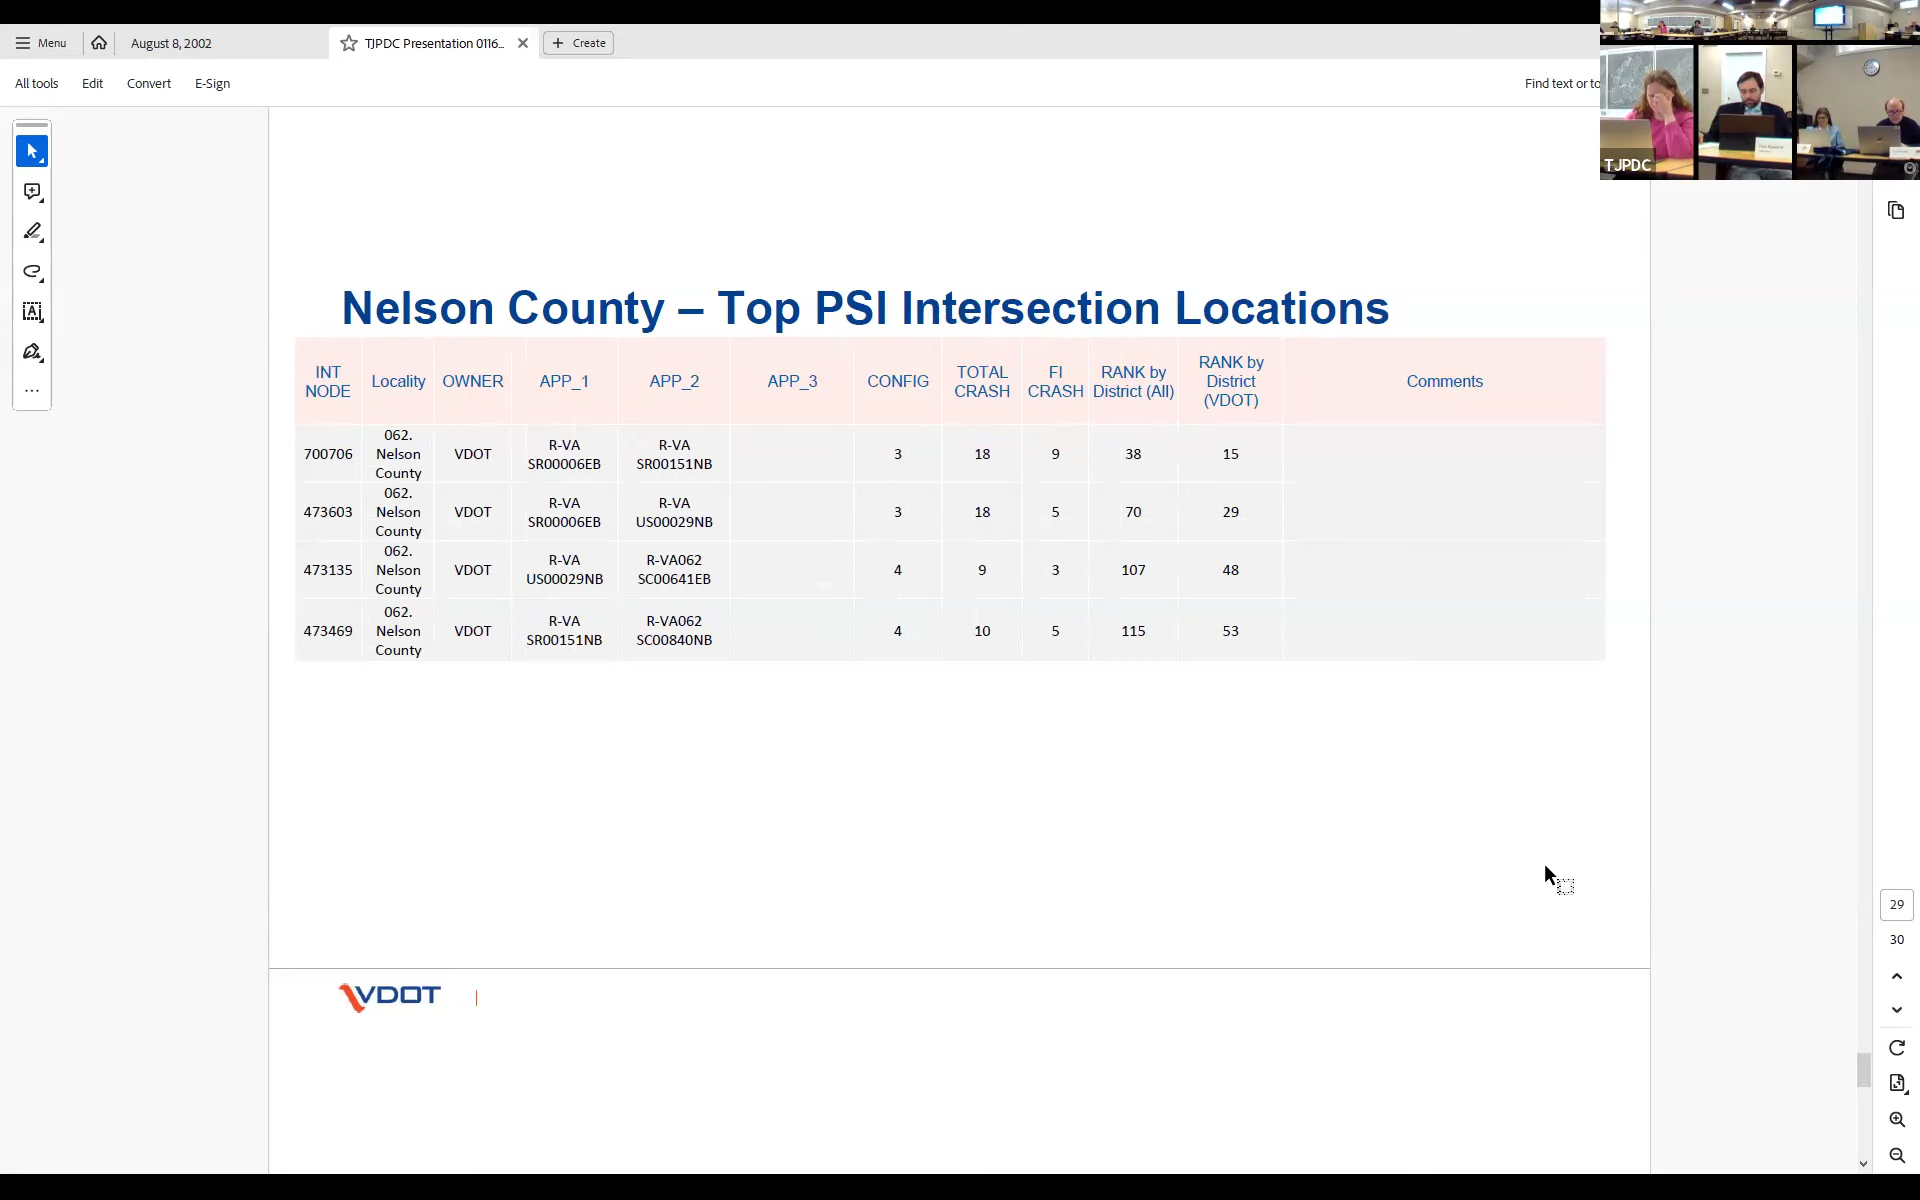 Menu
August 8, 2002
TJPDC Presentation 0116...
Create
All tools
Edit
Convert
E-Sign
Find text or to
TJPDC
Nelson County – Top PSI Intersection Locations
INT NODE Locality OWNER APP_1 APP_2 APP_3 CONFIG TOTAL CRASH FI CRASH RANK by District (All) RANK by District (VDOT) Comments
700706 062. Nelson County VDOT R-VA SR00006EB R-VA SR00151NB 3 18 9 38 15
473603 062. Nelson County VDOT R-VA SR00006EB R-VA US00029NB 3 18 5 70 29
473135 062. Nelson County VDOT R-VA US00029NB R-VA062 SC00641EB 4 9 3 107 48
473469 062. Nelson County VDOT R-VA SR00151NB R-VA062 SC00840NB 4 10 5 115 53
VDOT
29
30